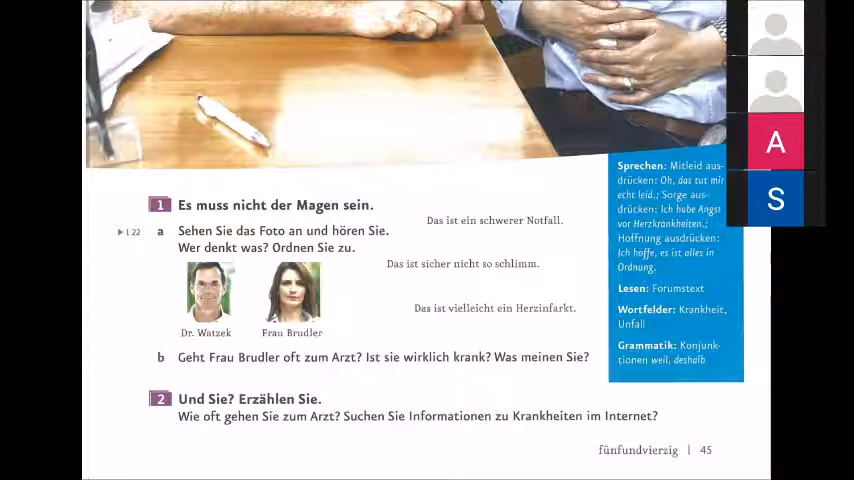 1 Es muss nicht der Magen sein.
▶ 1 22 a Sehen Sie das Foto an und hören Sie.
Wer denkt was? Ordnen Sie zu.
Das ist ein schwerer Notfall.
Das ist sicher nicht so schlimm.
Das ist vielleicht ein Herzinfarkt.
Dr. Watzek
Frau Brudler
b Geht Frau Brudler oft zum Arzt? Ist sie wirklich krank? Was meinen Sie?
2 Und Sie? Erzählen Sie.
Wie oft gehen Sie zum Arzt? Suchen Sie Informationen zu Krankheiten im Internet?
Sprechen: Mitleid aus-
drücken: Oh, das tut mir
echt leid.; Sorge aus-
drücken: Ich habe Angst
vor Herzkrankheiten.;
Hoffnung ausdrücken:
Ich hoffe, es ist alles in
Ordnung.
Lesen: Forumstext
Wortfelder: Krankheit,
Unfall
Grammatik: Konjunk-
tionen weil, deshalb
fünfundvierzig | 45
A
S